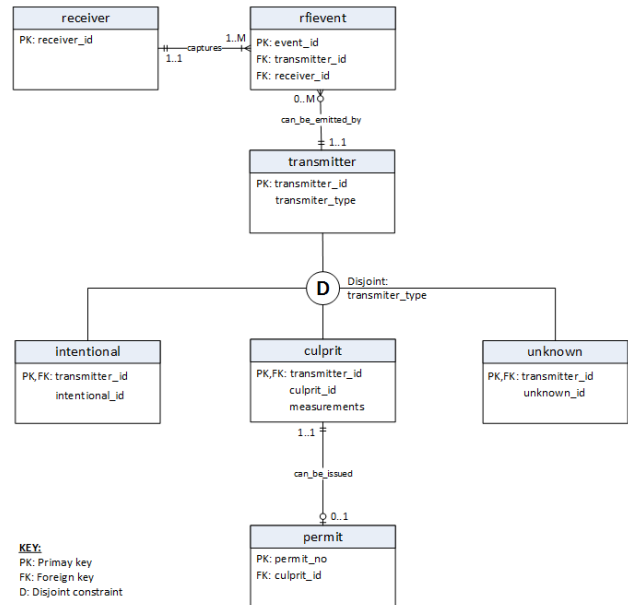 receiver
PK: receiver_id
captures
1..1
1..M
rfievent
PK: event_id
FK: transmitter_id
FK: receiver_id
0..M
can_be_emitted_by
1..1
transmitter
PK: transmitter_id
transmiter_type
D
Disjoint:
transmiter_type
intentional
PK,FK: transmitter_id
intentional_id
culprit
PK,FK: transmitter_id
culprit_id
measurements
unknown
PK,FK: transmitter_id
unknown_id
1..1
can_be_issued
0..1
permit
PK: permit_no
FK: culprit_id
KEY:
PK: Primay key
FK: Foreign key
D: Disjoint constraint